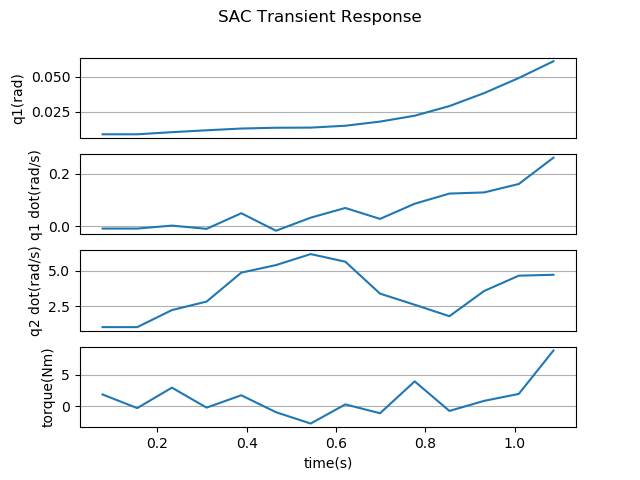 SAC Transient Response
q1(rad)
0.050
0.025
q1 dot(rad/s)
0.2
0.0
q2 dot(rad/s)
5.0
2.5
torque(Nm)
5
0
0.2 0.4 0.6 0.8 1.0
time(s)